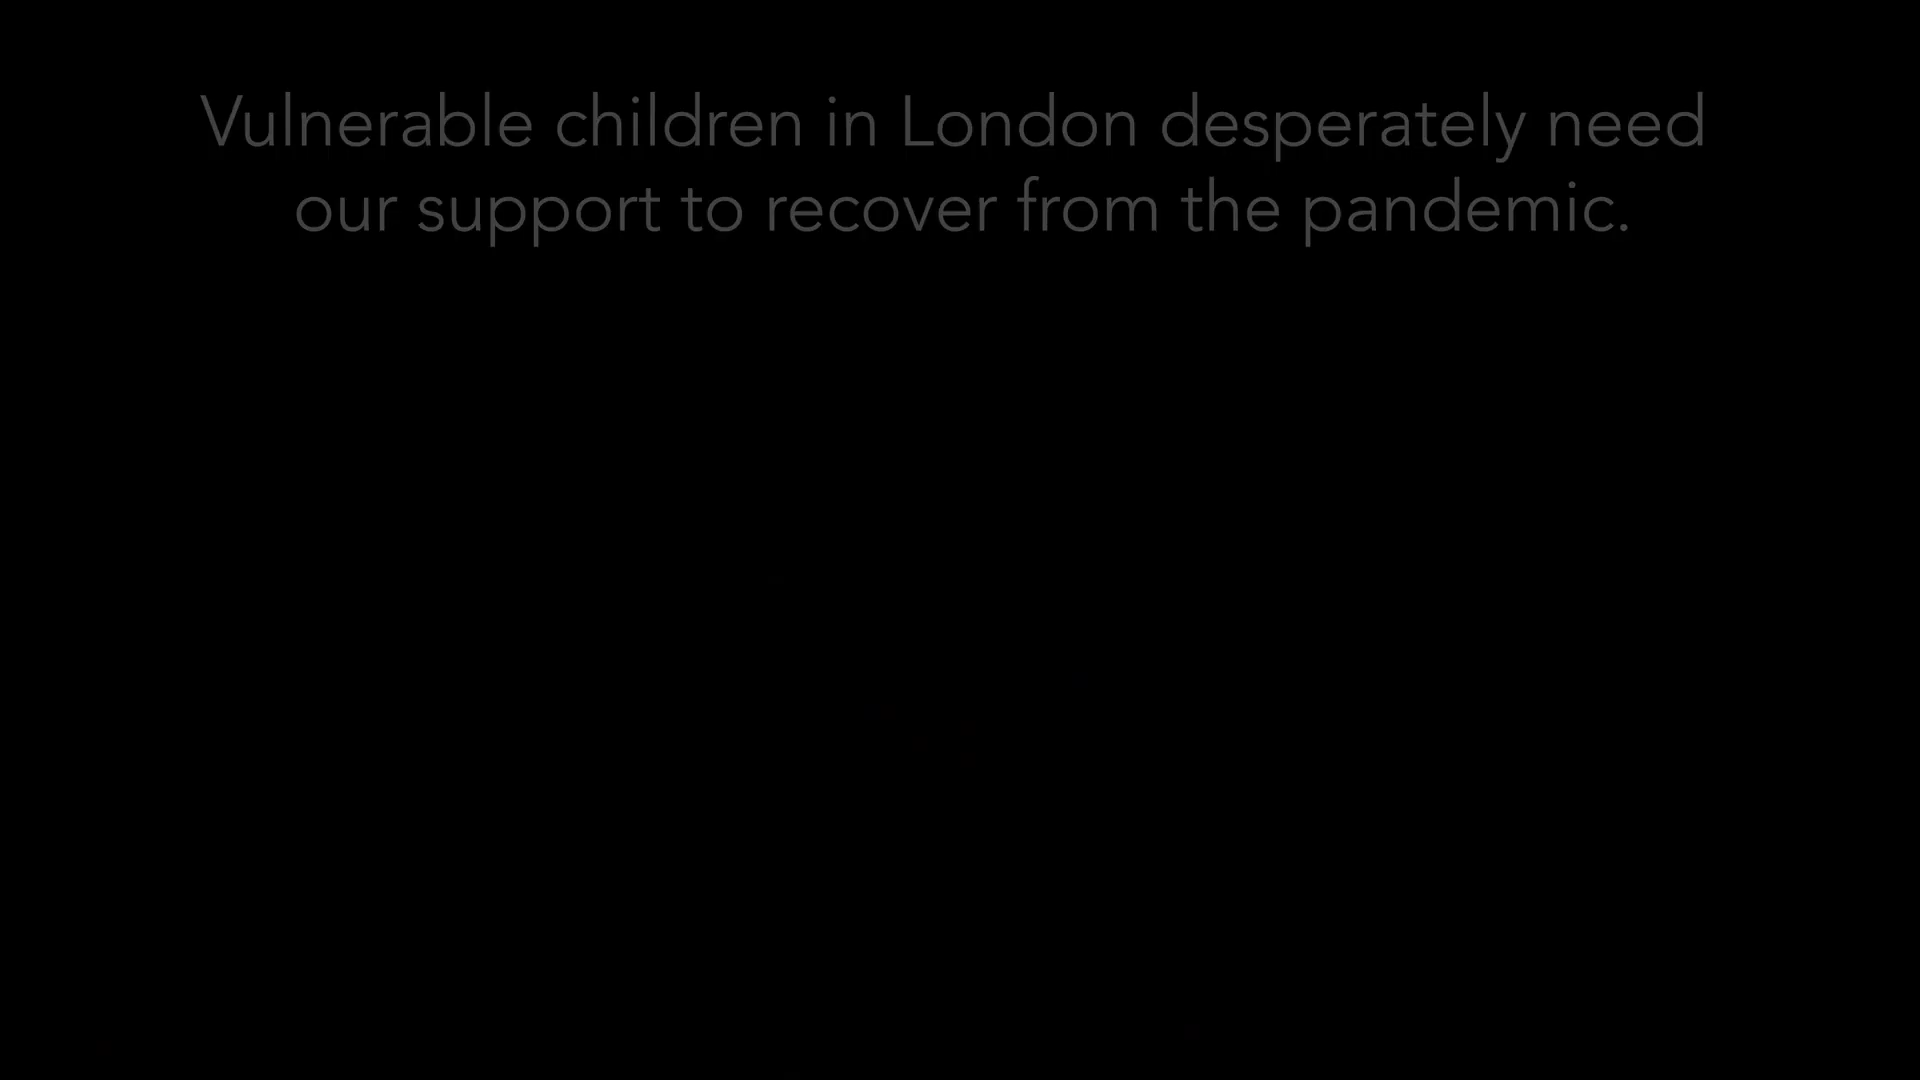 Vulnerable children in London desperately need
our support to recover from the pandemic.